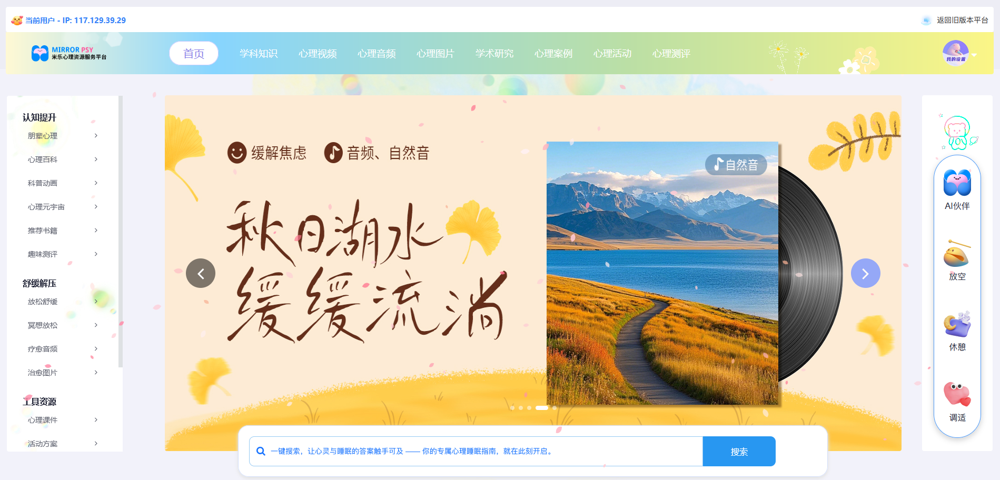 当前用户 - IP: 117.129.39.29
返回旧版本平台
MIRROR PSY
米乐心理资源服务平台
首页
学科知识
心理视频
心理音频
心理图片
学术研究
心理案例
心理活动
心理测评
我的设置
认知提升
朋辈心理
心理百科
科普动画
心理元宇宙
推荐书籍
趣味测评
舒缓解压
放松舒缓
冥想放松
疗愈音频
治愈图片
工具资源
心理课件
活动方案
缓解焦虑
音频、自然音
秋日湖水
缓缓流淌
自然音
AI伙伴
放空
休憩
调适
一键搜索，让心灵与睡眠的答案触手可及 —— 你的专属心理睡眠指南，就在此刻开启。
搜索